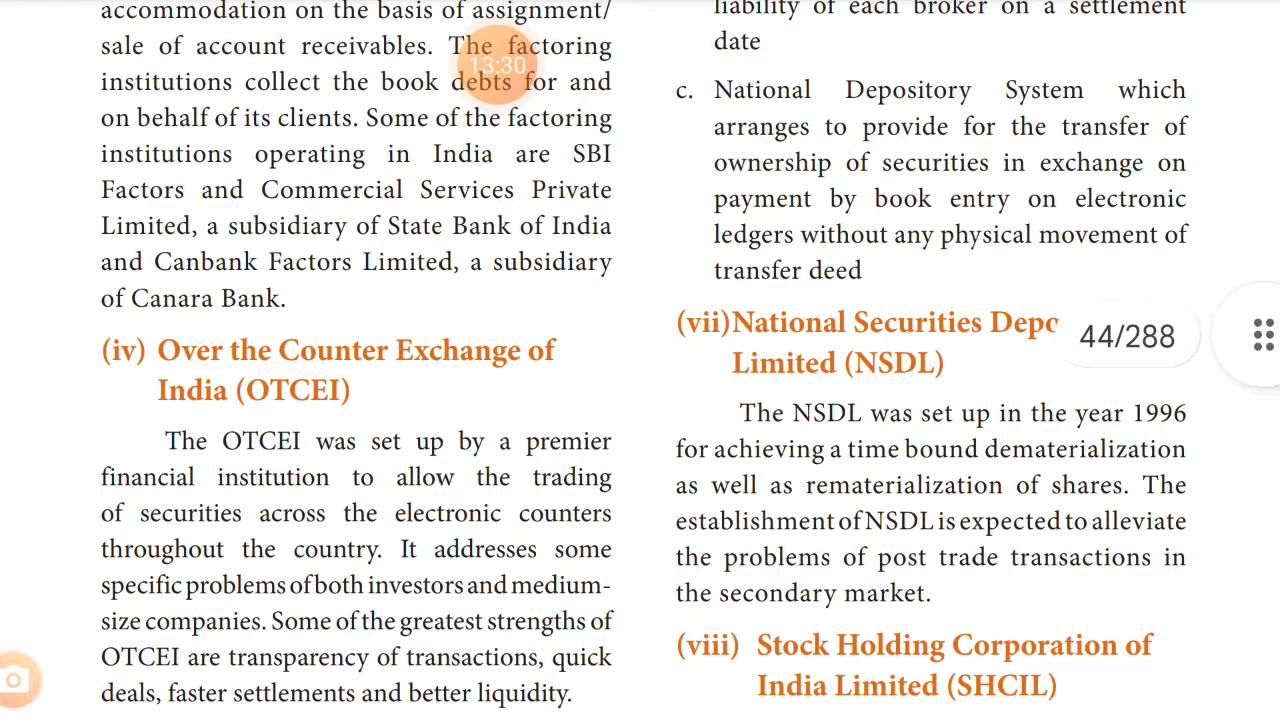 accommodation on the basis of assignment/
sale of account receivables. The factoring
institutions collect the book debts for and
on behalf of its clients. Some of the factoring
institutions operating in India are SBI
Factors and Commercial Services Private
Limited, a subsidiary of State Bank of India
and Canbank Factors Limited, a subsidiary
of Canara Bank.
(iv) Over the Counter Exchange of
India (OTCEI)
The OTCEI was set up by a premier
financial institution to allow the trading
of securities across the electronic counters
throughout the country. It addresses some
specific problems of both investors and medium-
size companies. Some of the greatest strengths of
OTCEI are transparency of transactions, quick
deals, faster settlements and better liquidity.
13:30
liability of each broker on a settlement
date
c. National Depository System which
arranges to provide for the transfer of
ownership of securities in exchange on
payment by book entry on electronic
ledgers without any physical movement of
transfer deed
(vii) National Securities Depo
Limited (NSDL)
44/288
The NSDL was set up in the year 1996
for achieving a time bound dematerialization
as well as rematerialization of shares. The
establishment of NSDL is expected to alleviate
the problems of post trade transactions in
the secondary market.
(viii) Stock Holding Corporation of
India Limited (SHCIL)